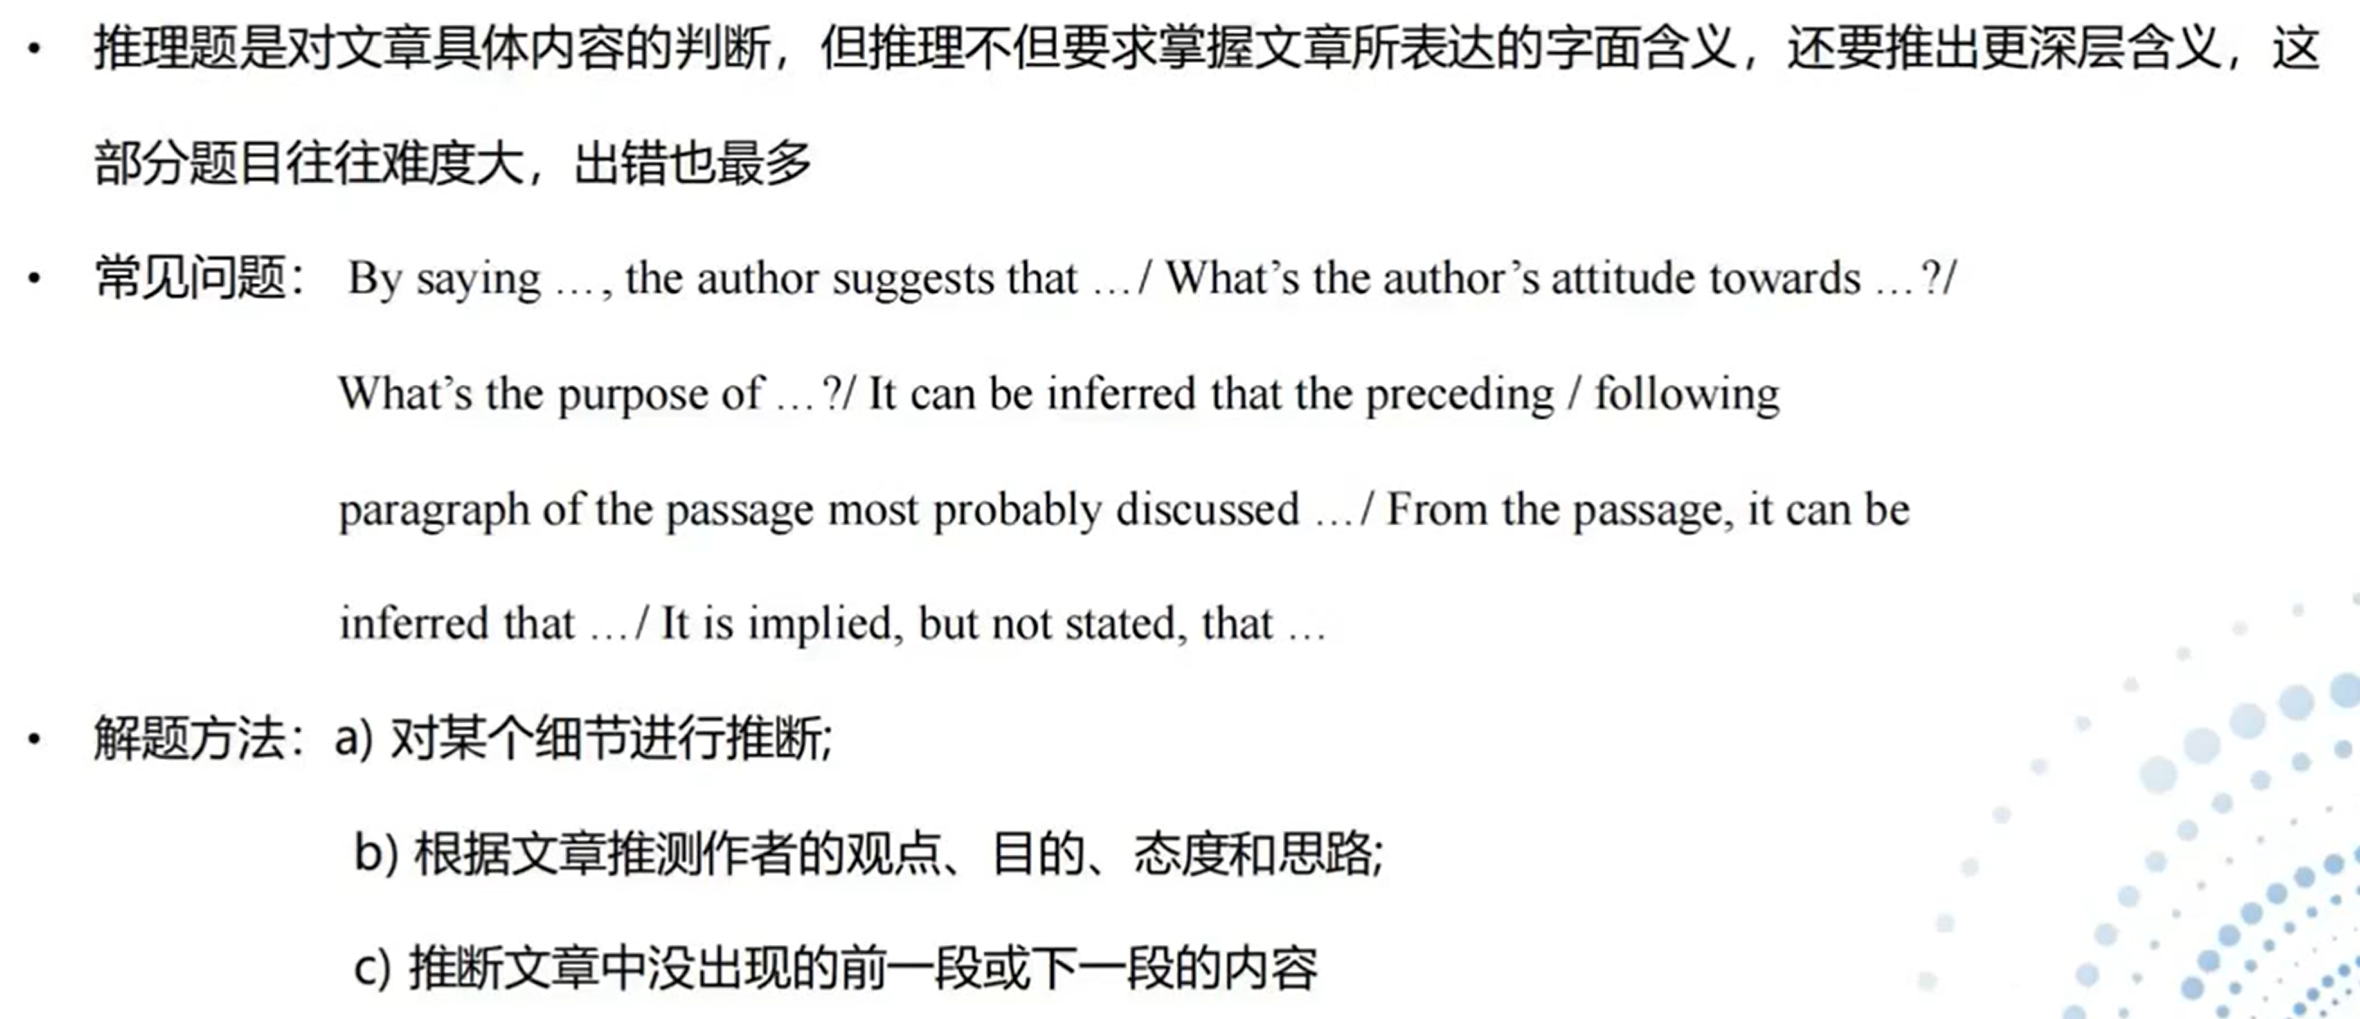 • 推理题是对文章具体内容的判断，但推理不但要求掌握文章所表达的字面含义，还要推出更深层含义，这
部分题目往往难度大，出错也最多
• 常见问题： By saying …, the author suggests that …/ What’s the author’s attitude towards …?/
What’s the purpose of …?/ It can be inferred that the preceding / following
paragraph of the passage most probably discussed …/ From the passage, it can be
inferred that …/ It is implied, but not stated, that …
• 解题方法：a) 对某个细节进行推断;
b) 根据文章推测作者的观点、目的、态度和思路;
c) 推断文章中没出现的前一段或下一段的内容